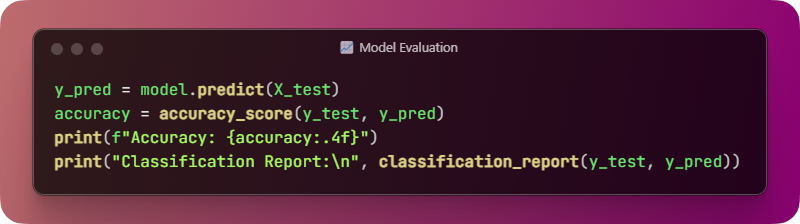 📈 Model Evaluation
y_pred = model.predict(X_test)
accuracy = accuracy_score(y_test, y_pred)
print(f"Accuracy: {accuracy:.4f}")
print("Classification Report:\n", classification_report(y_test, y_pred))